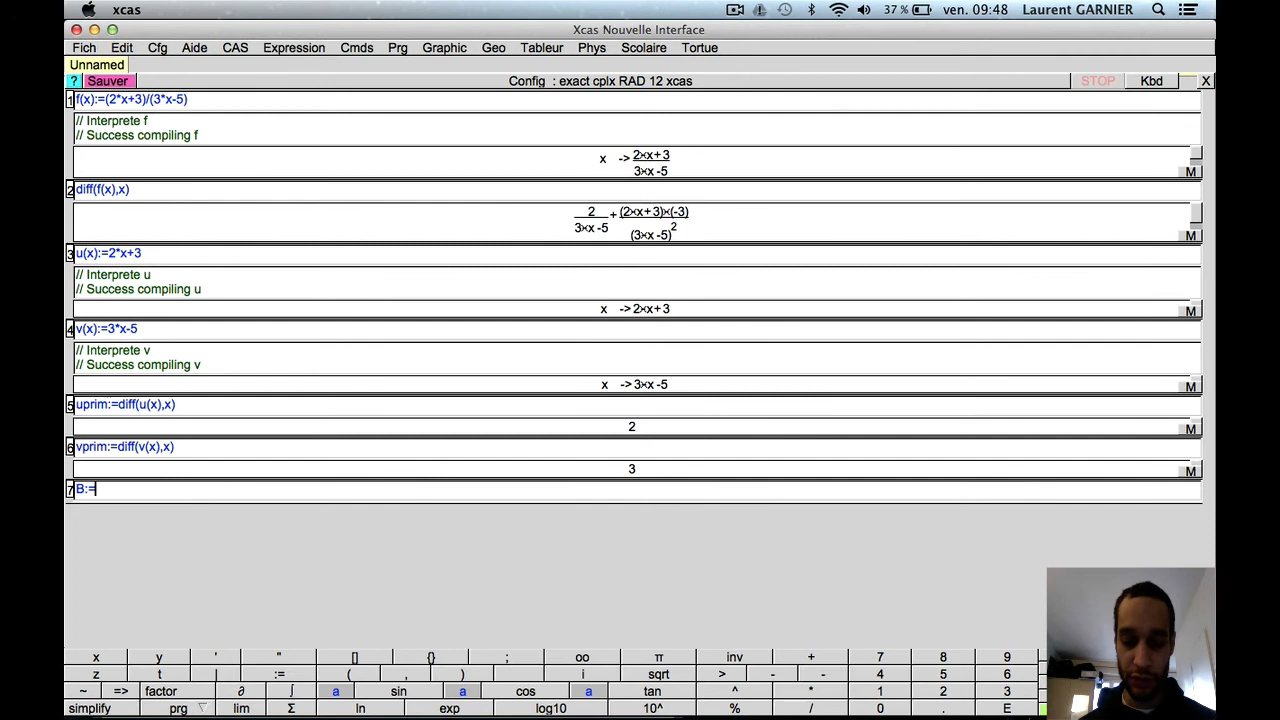 xcas 37 % ven. 09:48 Laurent GARNIER
Xcas Nouvelle Interface
Fich Edit Cfg Aide CAS Expression Cmds Prg Graphic Geo Tableur Phys Scolaire Tortue
Unnamed
? Sauver Config : exact cplx RAD 12 xcas STOP Kbd X
1 f(x):=(2*x+3)/(3*x-5)
// Interprete f
// Success compiling f
x -> 2×x+3
3×x -5
M
2 diff(f(x),x)
2 + (2×x+3)×(-3)
3×x -5 (3×x -5)2
M
3 u(x):=2*x+3
// Interprete u
// Success compiling u
x -> 2×x+3 M
4 v(x):=3*x-5
// Interprete v
// Success compiling v
x -> 3×x -5 M
5 uprim:=diff(u(x),x)
2 M
6 vprim:=diff(v(x),x)
3 M
7 B:=
x y ' " [] {} ; oo π inv + 7 8 9
z t | := ( , ) i sqrt > - - 4 5 6
~ => factor ∂ ∫ a sin a cos a tan ^ * 1 2 3
simplify prg lim Σ ln exp log10 10^ % / 0 . E